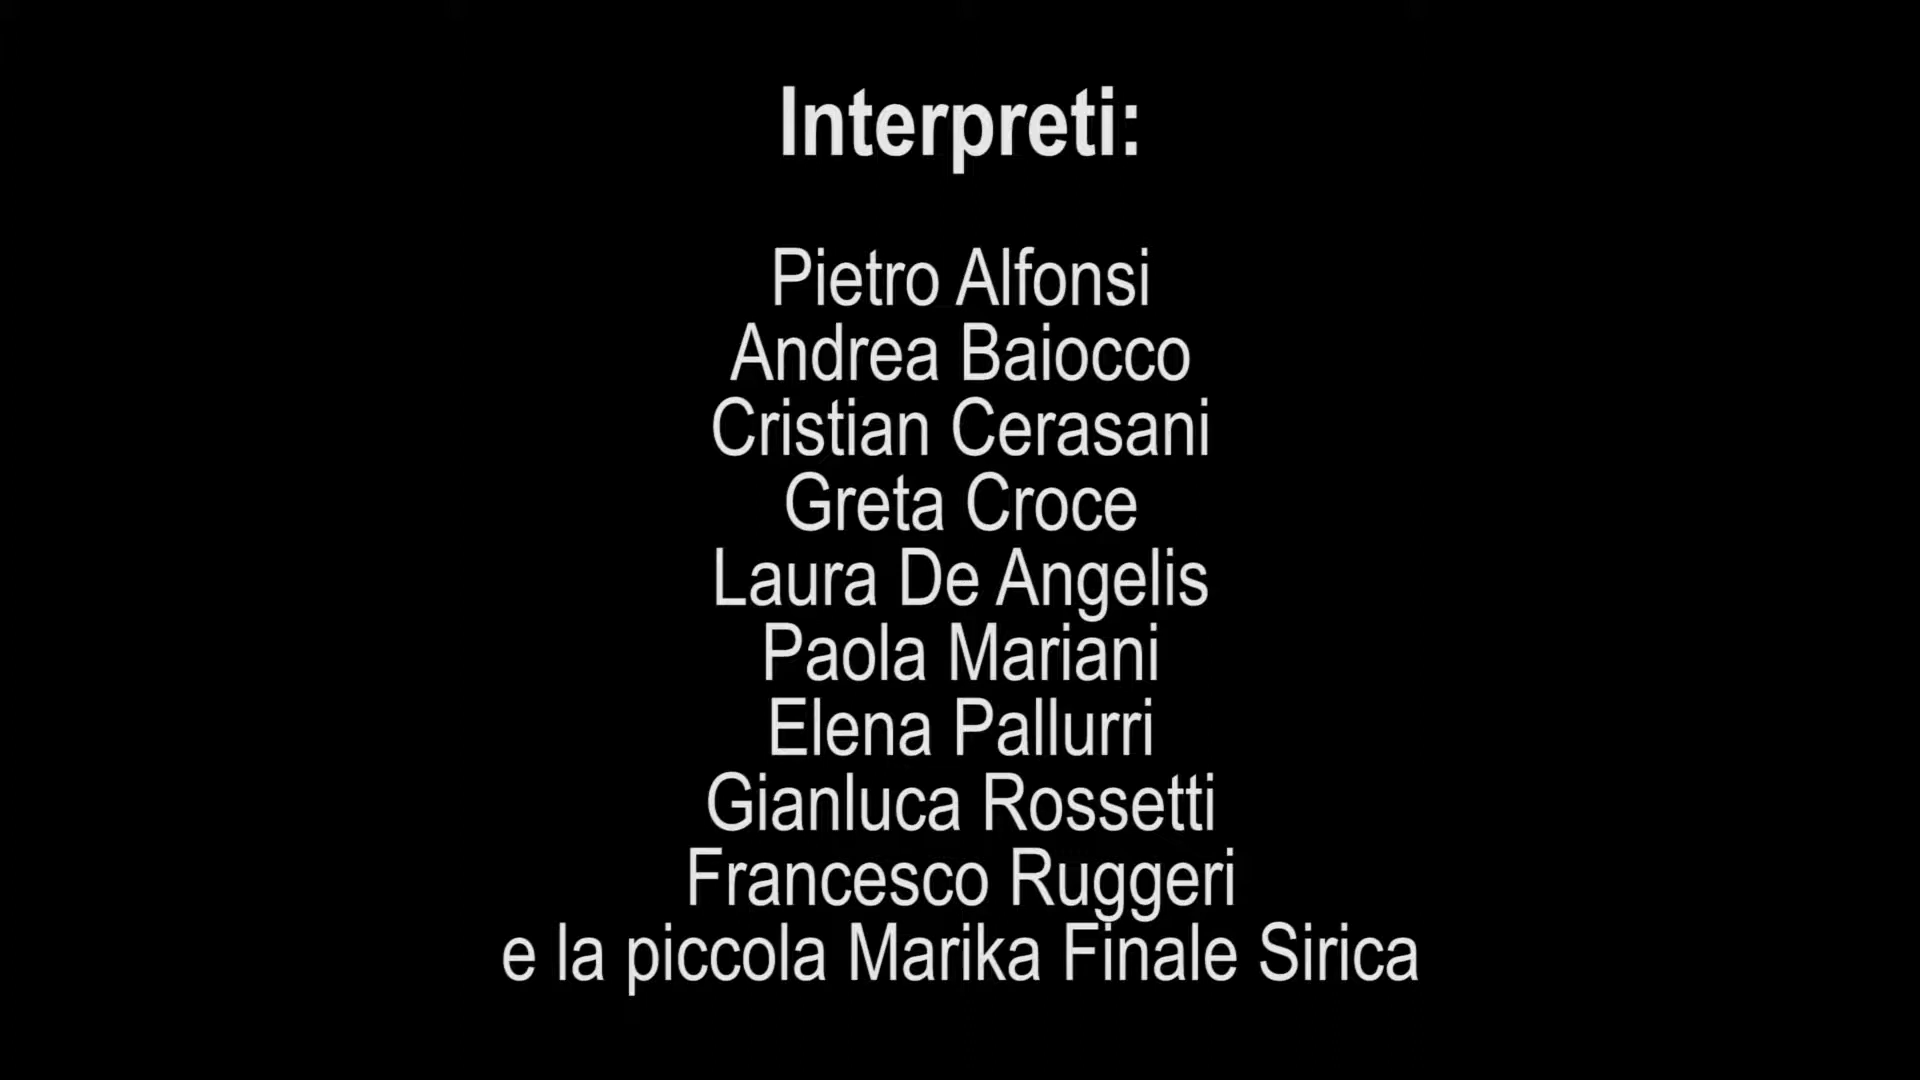 Interpreti:
Pietro Alfonsi
Andrea Baiocco
Cristian Cerasani
Greta Croce
Laura De Angelis
Paola Mariani
Elena Pallurri
Gianluca Rossetti
Francesco Ruggeri
e la piccola Marika Finale Sirica